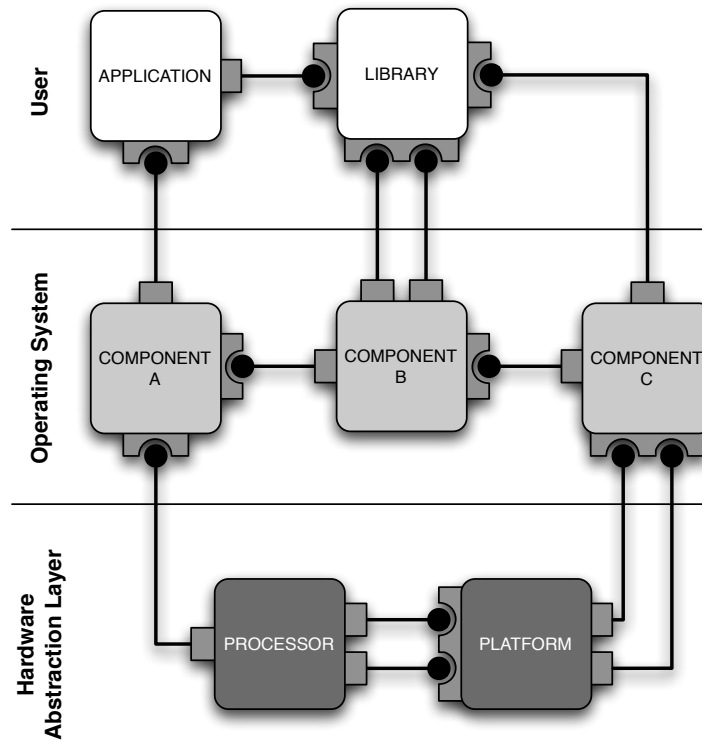 User
APPLICATION
LIBRARY
Operating System
COMPONENT
A
COMPONENT
B
COMPONENT
C
Hardware
Abstraction Layer
PROCESSOR
PLATFORM